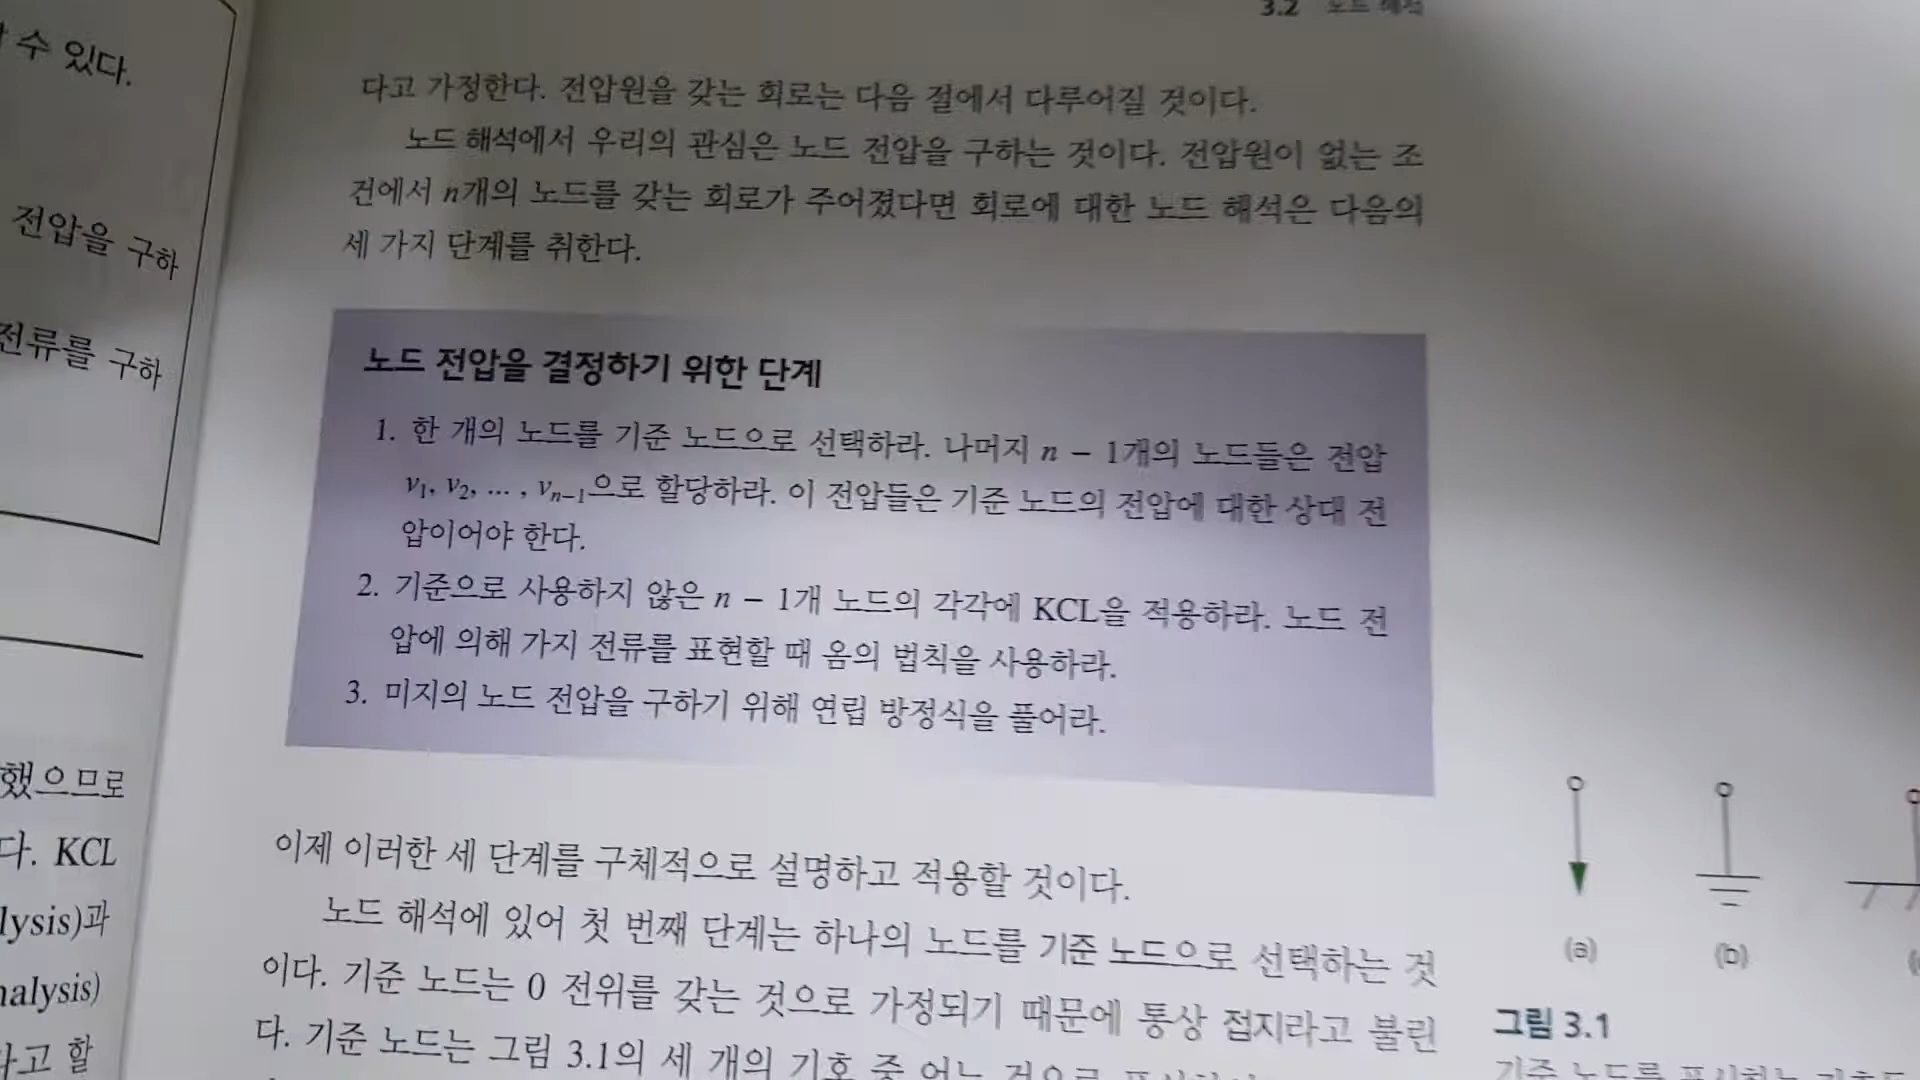 수 있다.
전압을 구하
전류를 구하
했으므로
다. KCL
lysis)과
nalysis)
라고 할
3.2 노드 해석
다고 가정한다. 전압원을 갖는 회로는 다음 절에서 다루어질 것이다.
노드 해석에서 우리의 관심은 노드 전압을 구하는 것이다. 전압원이 없는 조
건에서 n개의 노드를 갖는 회로가 주어졌다면 회로에 대한 노드 해석은 다음의
세 가지 단계를 취한다.
노드 전압을 결정하기 위한 단계
1. 한 개의 노드를 기준 노드으로 선택하라. 나머지 n − 1개의 노드들은 전압
v₁, v₂, ... , vₙ₋₁으로 할당하라. 이 전압들은 기준 노드의 전압에 대한 상대 전
압이어야 한다.
2. 기준으로 사용하지 않은 n − 1개 노드의 각각에 KCL을 적용하라. 노드 전
압에 의해 가지 전류를 표현할 때 옴의 법칙을 사용하라.
3. 미지의 노드 전압을 구하기 위해 연립 방정식을 풀어라.
이제 이러한 세 단계를 구체적으로 설명하고 적용할 것이다.
노드 해석에 있어 첫 번째 단계는 하나의 노드를 기준 노드으로 선택하는 것
이다. 기준 노드는 0 전위를 갖는 것으로 가정되기 때문에 통상 접지라고 불린
다. 기준 노드는 그림 3.1의 세 개의 기호 중 어느
(a)
(b)
그림 3.1
기준 노드를